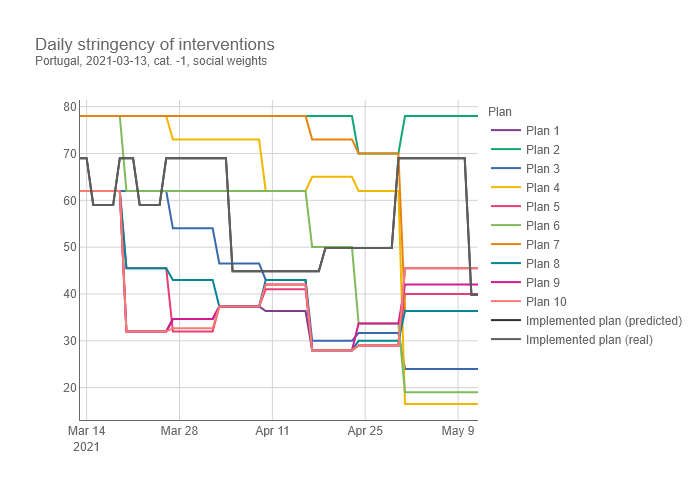 Daily stringency of interventions
Portugal, 2021-03-13, cat. -1, social weights
80
70
60
50
40
30
20
Mar 14
2021
Mar 28
Apr 11
Apr 25
May 9
Plan
Plan 1
Plan 2
Plan 3
Plan 4
Plan 5
Plan 6
Plan 7
Plan 8
Plan 9
Plan 10
Implemented plan (predicted)
Implemented plan (real)